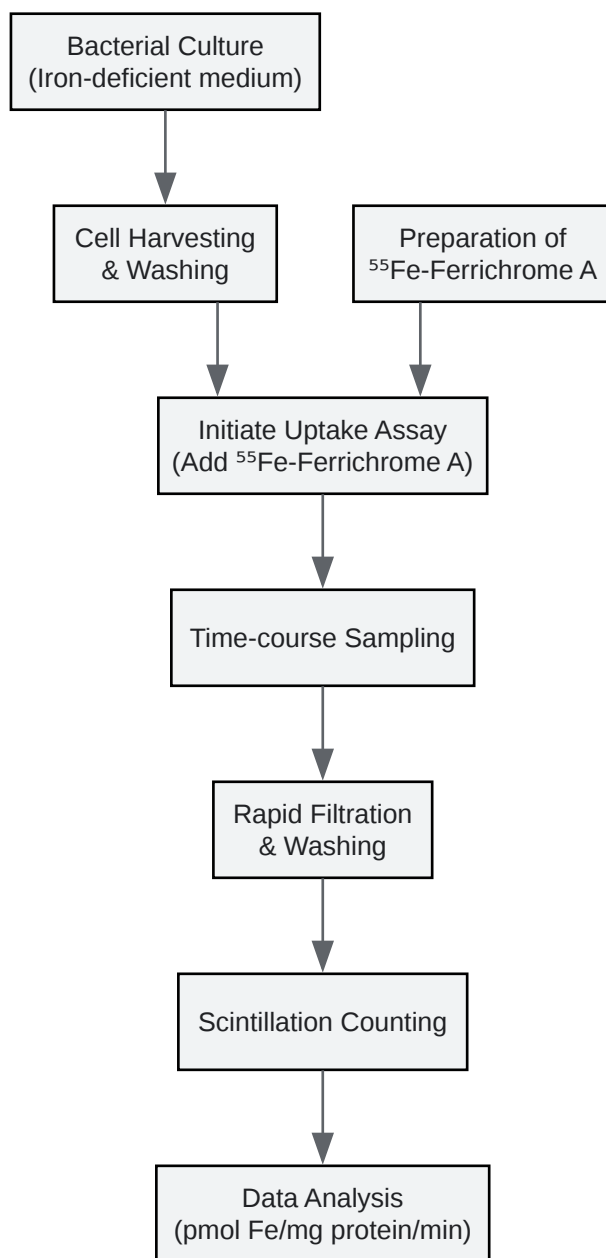 Bacterial Culture
(Iron-deficient medium)
Cell Harvesting
& Washing
Preparation of
⁵⁵Fe-Ferrichrome A
Initiate Uptake Assay
(Add ⁵⁵Fe-Ferrichrome A)
Time-course Sampling
Rapid Filtration
& Washing
Scintillation Counting
Data Analysis
(pmol Fe/mg protein/min)